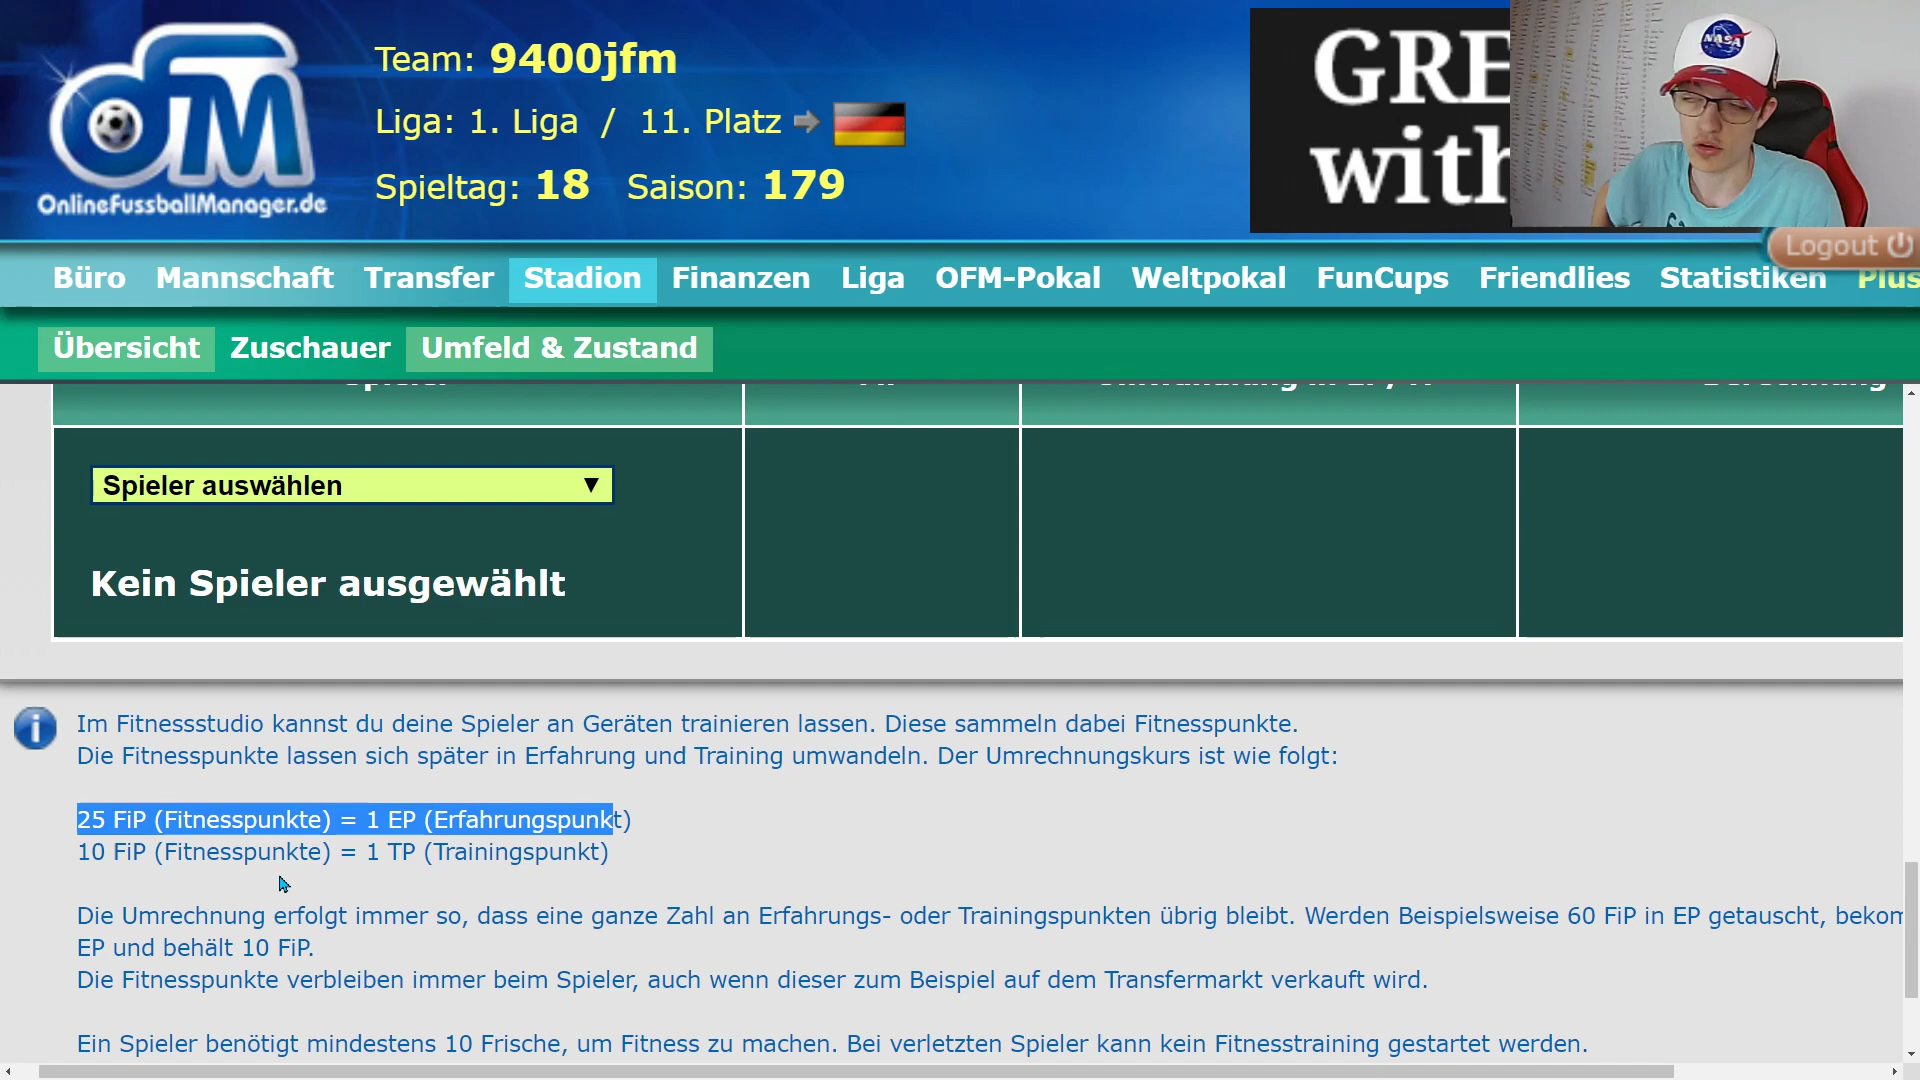 OFM
OnlineFussballManager.de
Team: 9400jfm
Liga: 1. Liga / 11. Platz
Spieltag: 18 Saison: 179
GRE
with
NASA
Logout
Büro Mannschaft Transfer Stadion Finanzen Liga OFM-Pokal Weltpokal FunCups Friendlies Statistiken Plus
Übersicht Zuschauer Umfeld & Zustand
Spieler auswählen
Kein Spieler ausgewählt
Im Fitnessstudio kannst du deine Spieler an Geräten trainieren lassen. Diese sammeln dabei Fitnesspunkte.
Die Fitnesspunkte lassen sich später in Erfahrung und Training umwandeln. Der Umrechnungskurs ist wie folgt:
25 FiP (Fitnesspunkte) = 1 EP (Erfahrungspunkt)
10 FiP (Fitnesspunkte) = 1 TP (Trainingspunkt)
Die Umrechnung erfolgt immer so, dass eine ganze Zahl an Erfahrungs- oder Trainingspunkten übrig bleibt. Werden Beispielsweise 60 FiP in EP getauscht, bekom
EP und behält 10 FiP.
Die Fitnesspunkte verbleiben immer beim Spieler, auch wenn dieser zum Beispiel auf dem Transfermarkt verkauft wird.
Ein Spieler benötigt mindestens 10 Frische, um Fitness zu machen. Bei verletzten Spieler kann kein Fitnesstraining gestartet werden.